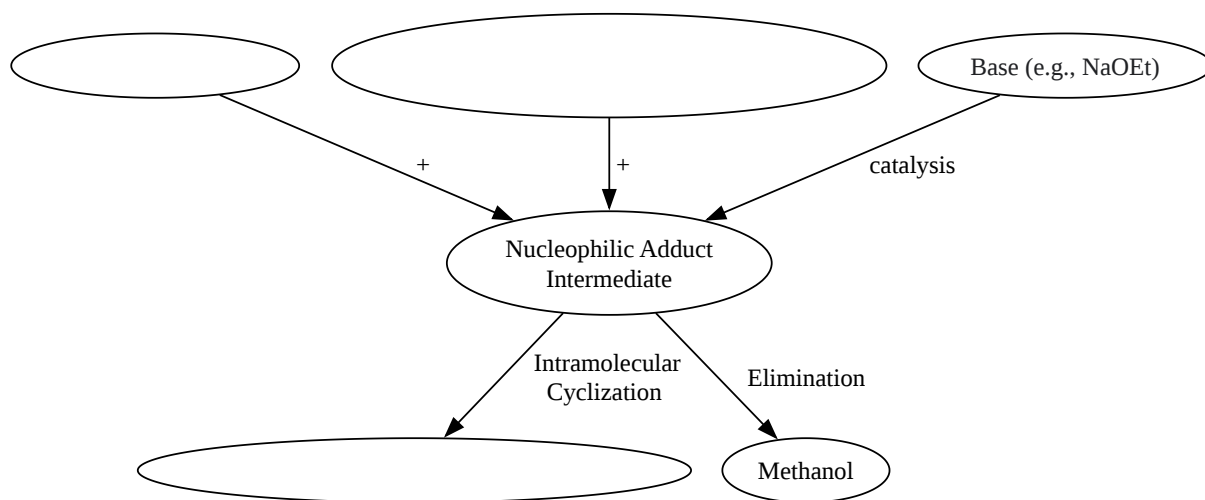 Base (e.g., NaOEt)
+
+
catalysis
Nucleophilic Adduct
Intermediate
Intramolecular
Cyclization
Elimination
Methanol